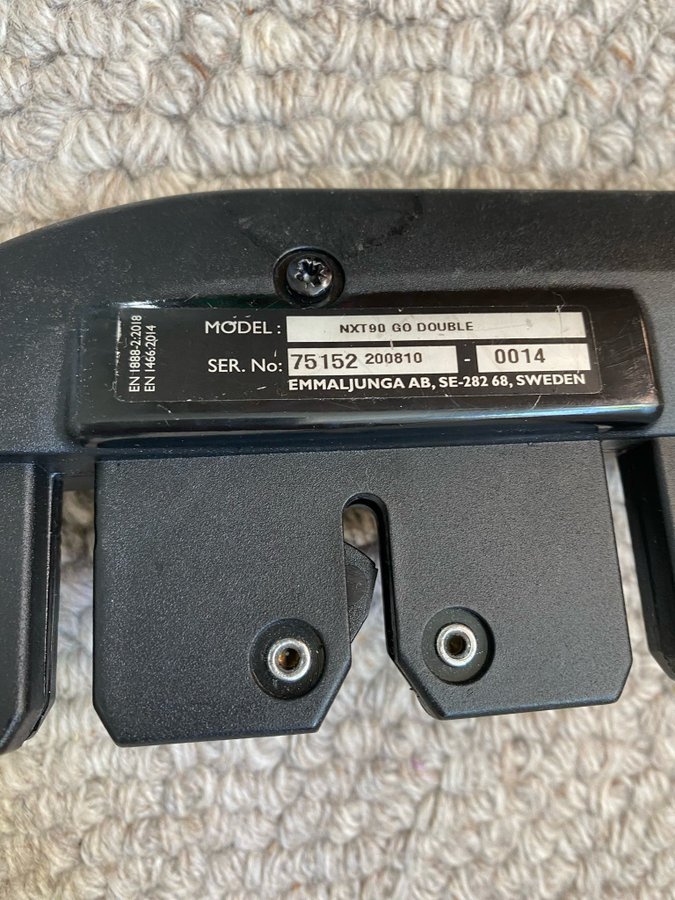 EN 1888-2:2018
EN 1466:2014
MODEL : NXT90 GO DOUBLE
SER. No: 75152 200810 - 0014
EMMALJUNGA AB, SE-282 68, SWEDEN